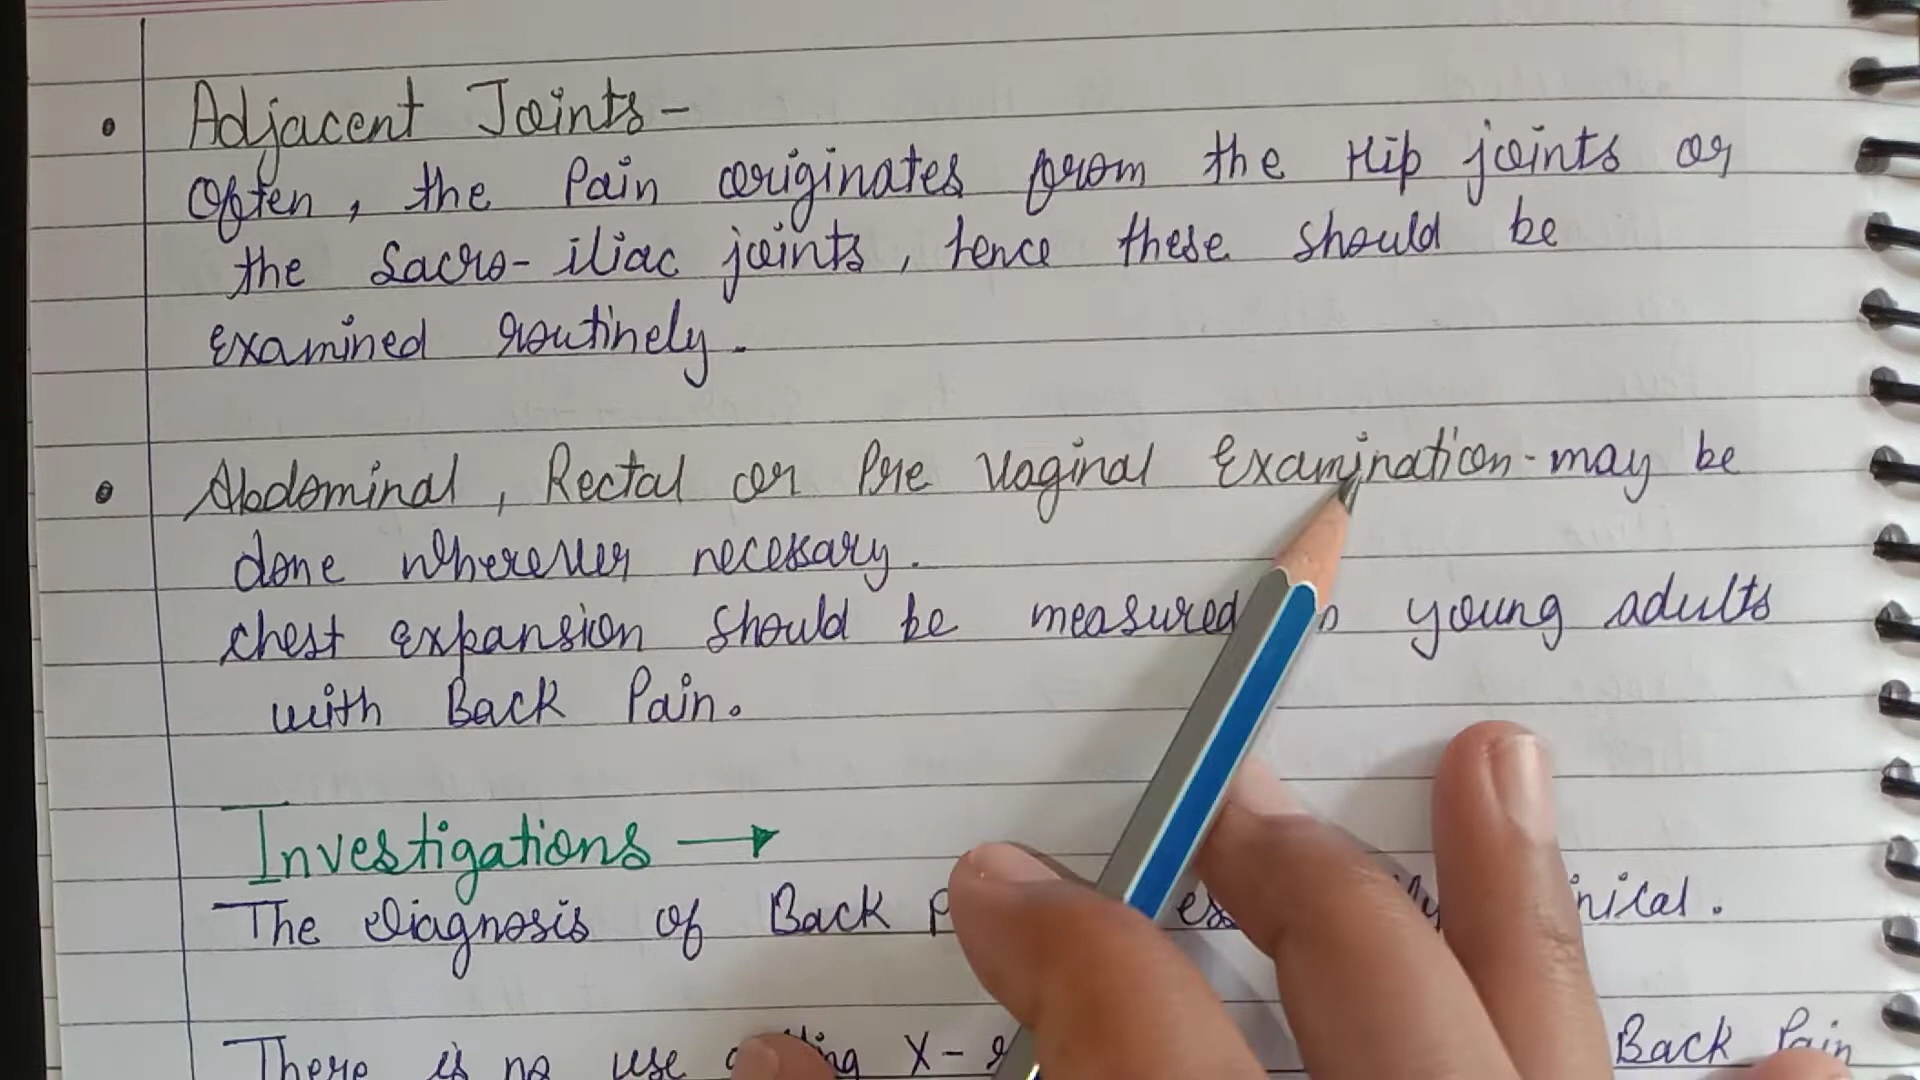 Adjacent Joints-
Often, the Pain originates from the Hip joints or
the Sacro-iliac joints, hence these should be
examined routinely.
Abdominal, Rectal or Pre Vaginal Examination-may be
done wherever necessary.
chest expansion should be measured young adults
with Back Pain.
Investigations →
The diagnosis of Back
There is no use X- Back Pain